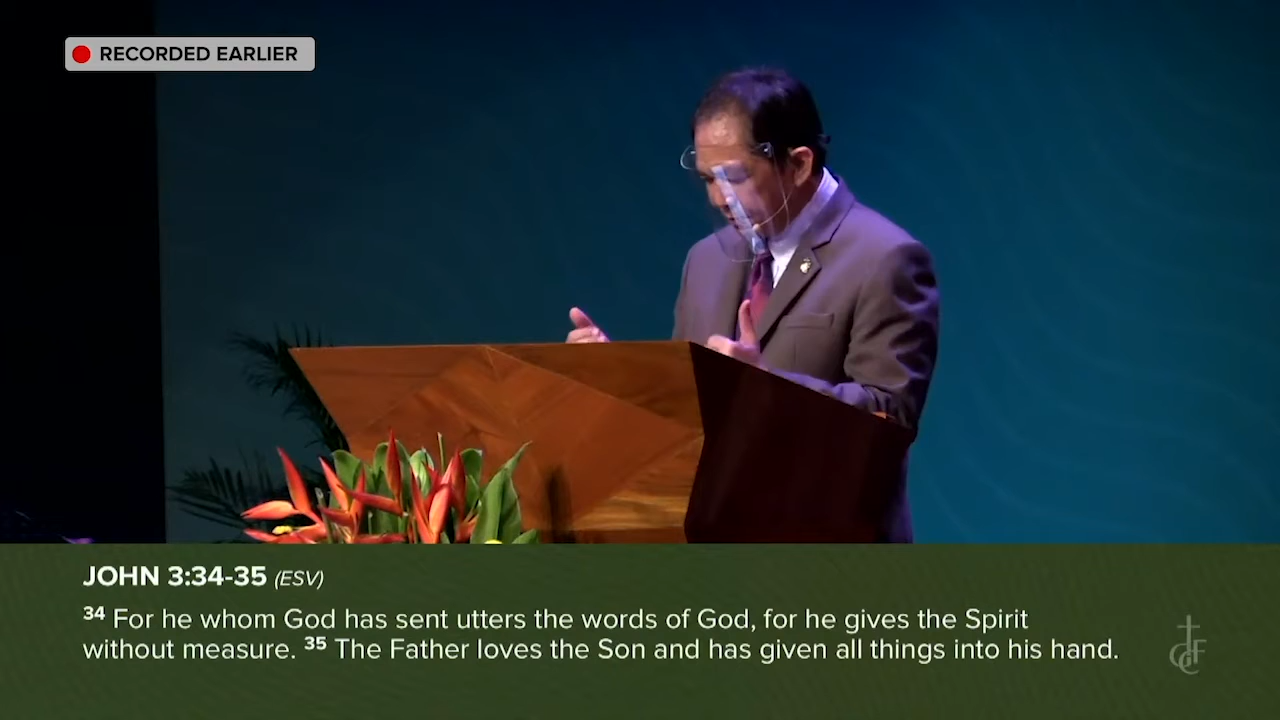 RECORDED EARLIER
JOHN 3:34-35 (ESV)
34 For he whom God has sent utters the words of God, for he gives the Spirit
without measure. 35 The Father loves the Son and has given all things into his hand.